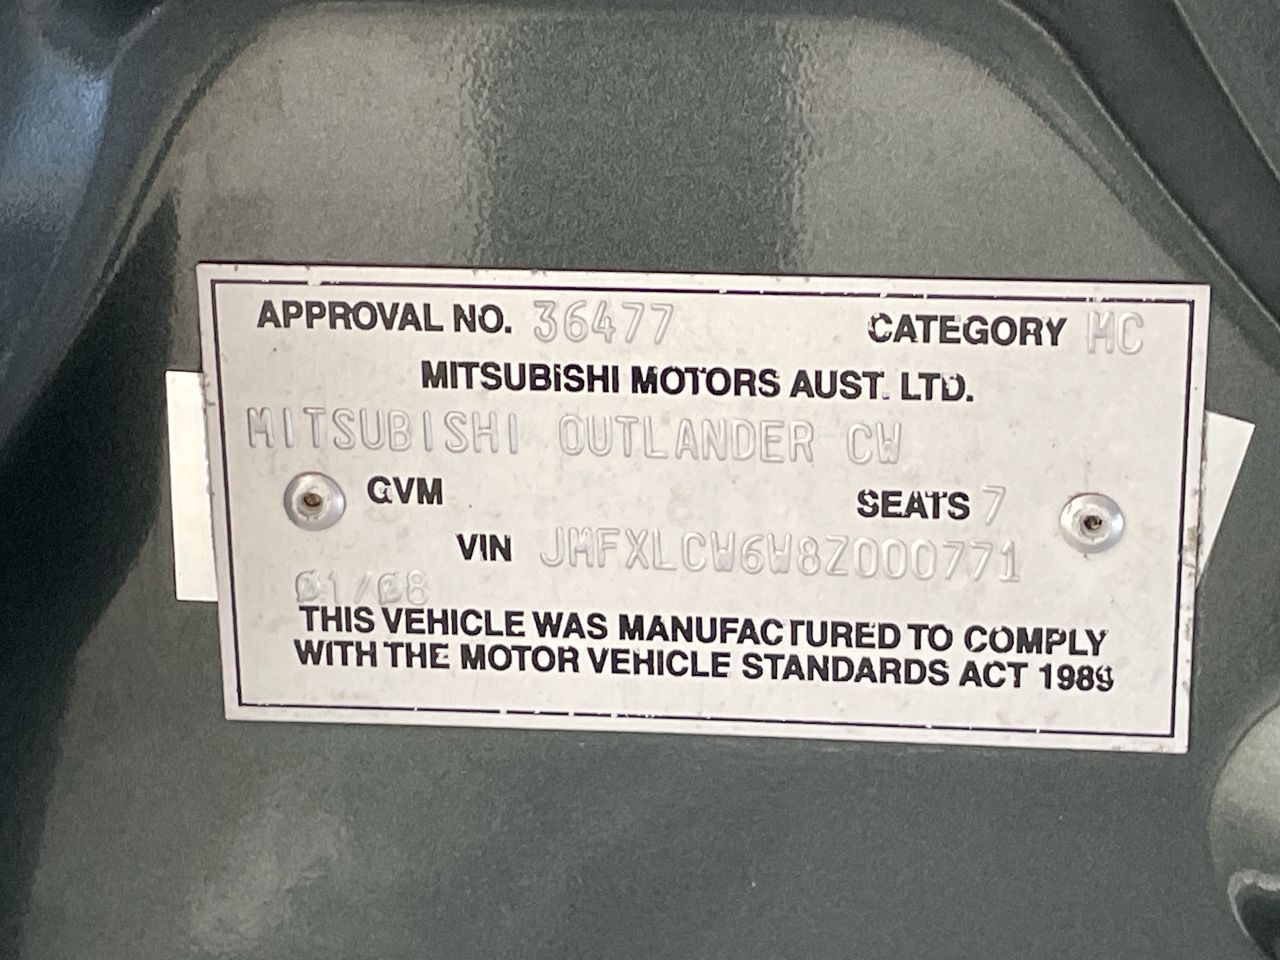 APPROVAL NO. 36477 CATEGORY MC
MITSUBISHI MOTORS AUST. LTD.
MITSUBISHI OUTLANDER CW
GVM SEATS 7
VIN JMFXLCW6W8Z000771
01/08
THIS VEHICLE WAS MANUFACTURED TO COMPLY
WITH THE MOTOR VEHICLE STANDARDS ACT 1989